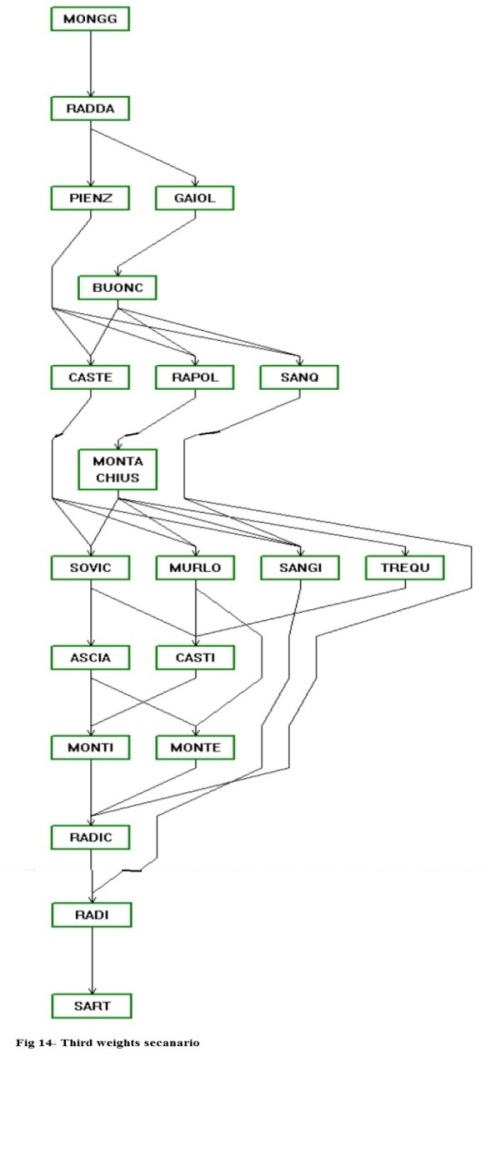 MONGG
RADDA
PIENZ GAIOL
BUONC
CASTE RAPOL SANQ
MONTA
CHIUS
SOVIC MURLO SANGI TREQU
ASCIA CASTI
MONTI MONTE
RADIC
RADI
SART
Fig 14- Third weights secanario